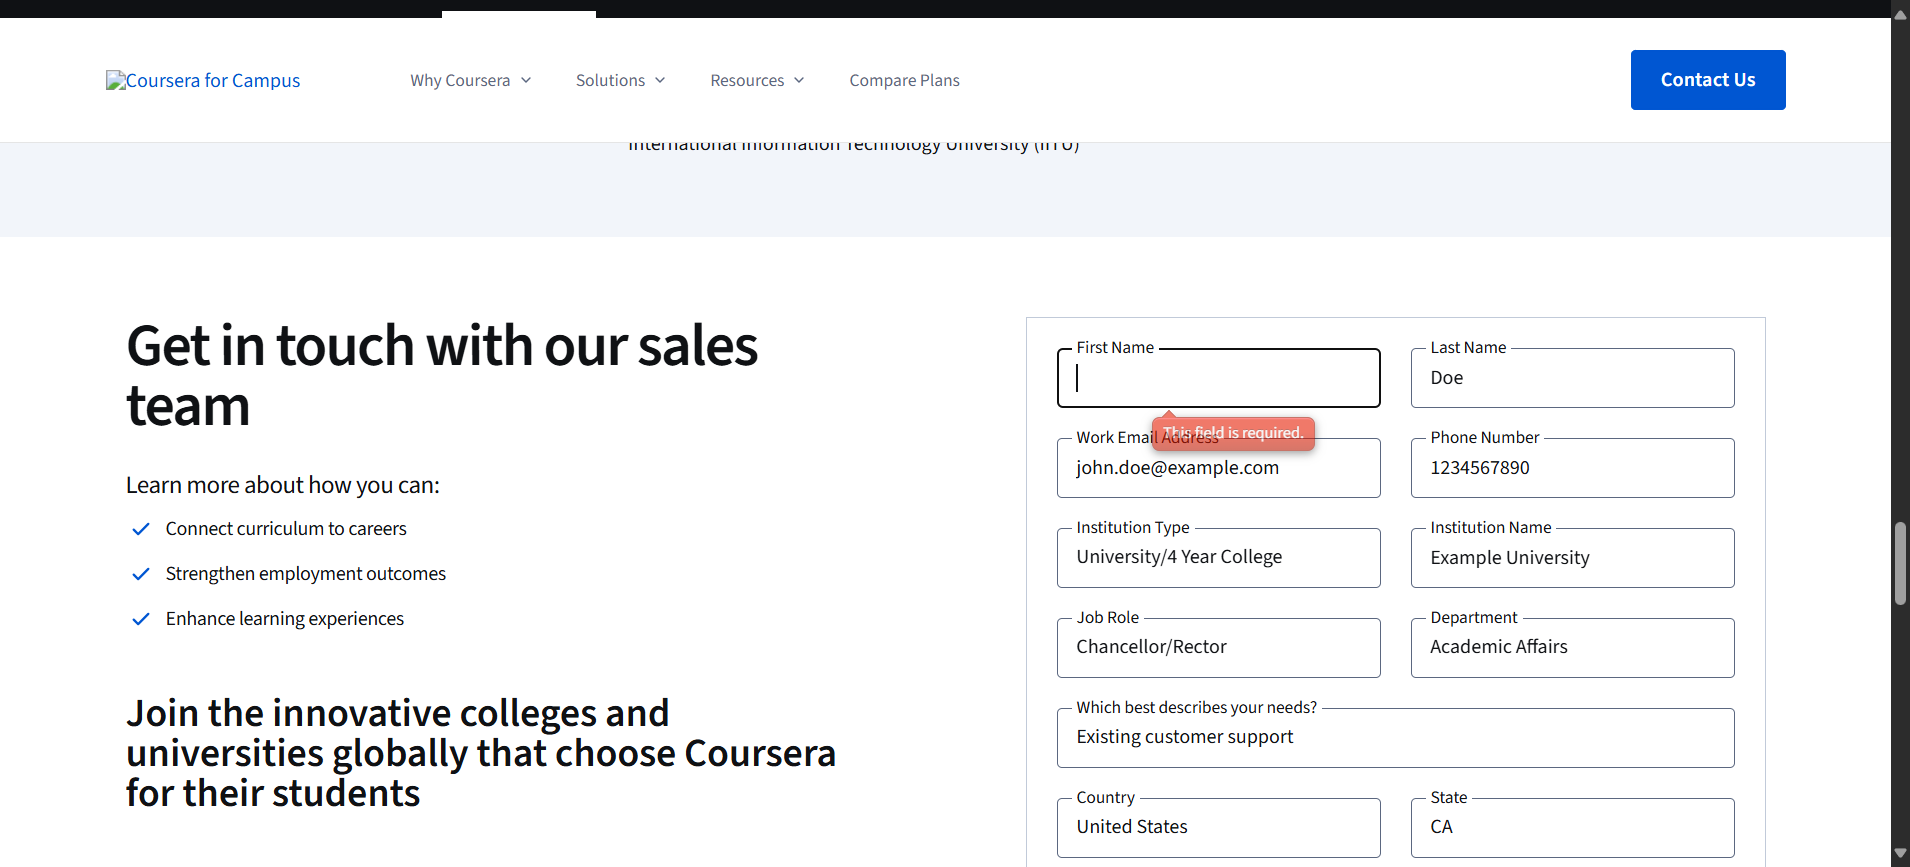 Coursera for Campus
Why Coursera
Solutions
Resources
Compare Plans
Contact Us
International Information Technology University (IITU)
Get in touch with our sales
team
Learn more about how you can:
Connect curriculum to careers
Strengthen employment outcomes
Enhance learning experiences
Join the innovative colleges and
universities globally that choose Coursera
for their students
First Name
Last Name
Doe
This field is required.
Work Email Address
john.doe@example.com
Phone Number
1234567890
Institution Type
University/4 Year College
Institution Name
Example University
Job Role
Chancellor/Rector
Department
Academic Affairs
Which best describes your needs?
Existing customer support
Country
United States
State
CA